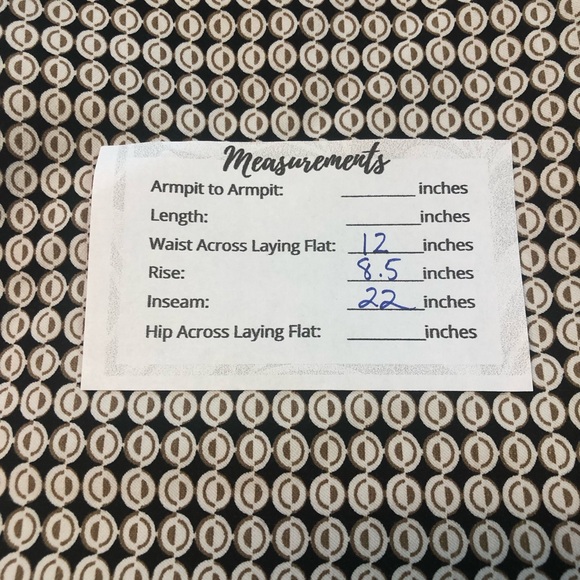 Measurements
Armpit to Armpit: ________ inches
Length: ________ inches
Waist Across Laying Flat: 12 inches
Rise: 8.5 inches
Inseam: 22 inches
Hip Across Laying Flat: ________ inches